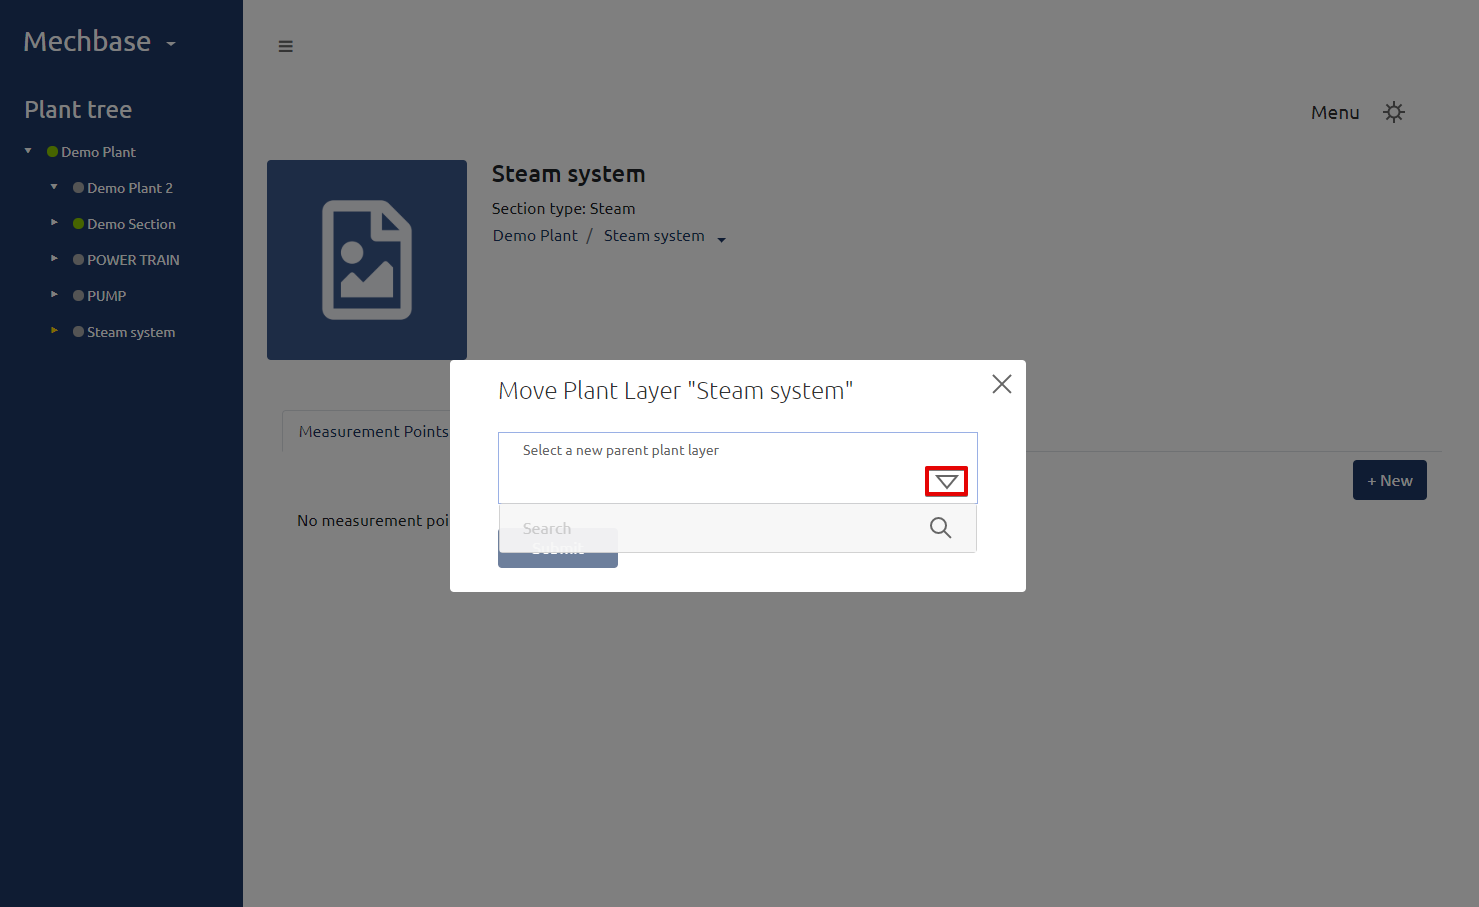 Mechbase
Plant tree
Demo Plant
Demo Plant 2
Demo Section
POWER TRAIN
PUMP
Steam system
Menu
Steam system
Section type: Steam
Demo Plant / Steam system
Move Plant Layer "Steam system"
Measurement Points
Select a new parent plant layer
+ New
No measurement poi
Search
Submit